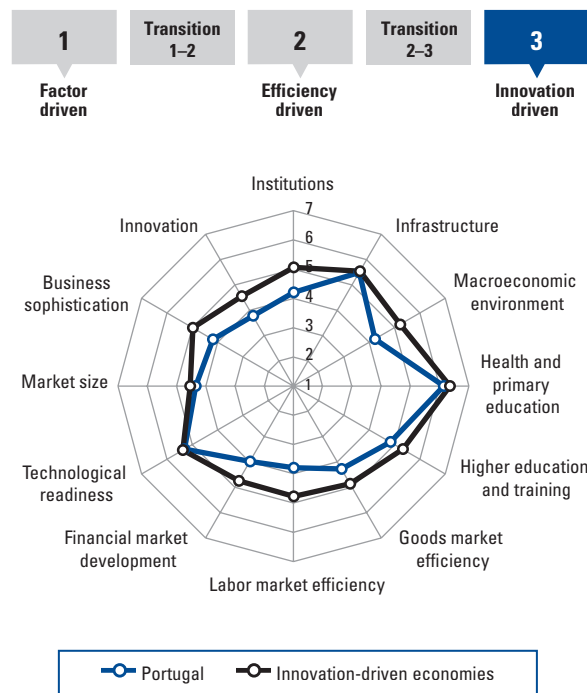 1
Transition
1–2
2
Transition
2–3
3
Factor
driven
Efficiency
driven
Innovation
driven
Institutions
7
Innovation
Infrastructure
6
Business
sophistication
5
Macroeconomic
environment
4
3
2
Market size
1
Health and
primary
education
Technological
readiness
Higher education
and training
Financial market
development
Goods market
efficiency
Labor market efficiency
Portugal
Innovation-driven economies